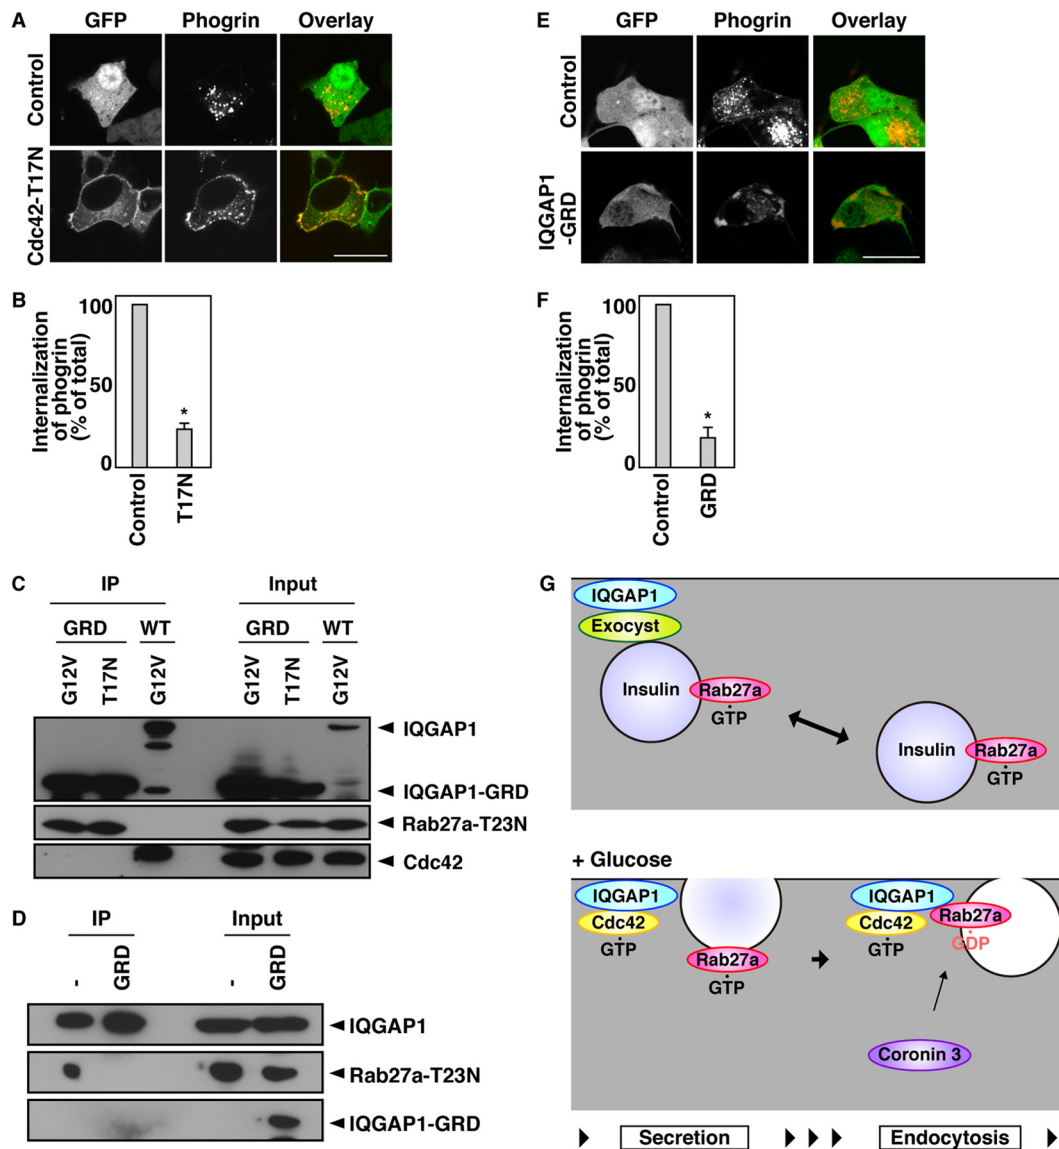 A
GFP Phogrin Overlay
Control
Cdc42-T17N
B
Internalization
of phogrin
(% of total)
100
50
0
*
Control
T17N
C
IP Input
GRD WT GRD WT
G12V T17N G12V G12V T17N G12V
IQGAP1
IQGAP1-GRD
Rab27a-T23N
Cdc42
D
IP Input
- GRD - GRD
IQGAP1
Rab27a-T23N
IQGAP1-GRD
E
GFP Phogrin Overlay
Control
IQGAP1
-GRD
F
Internalization
of phogrin
(% of total)
100
50
0
*
Control
GRD
G
IQGAP1
Exocyst
Insulin Rab27a
GTP
Insulin Rab27a
GTP
+ Glucose
IQGAP1
Cdc42
GTP
Rab27a
GTP
IQGAP1
Cdc42
GTP
Rab27a
GDP
Coronin 3
Secretion Endocytosis